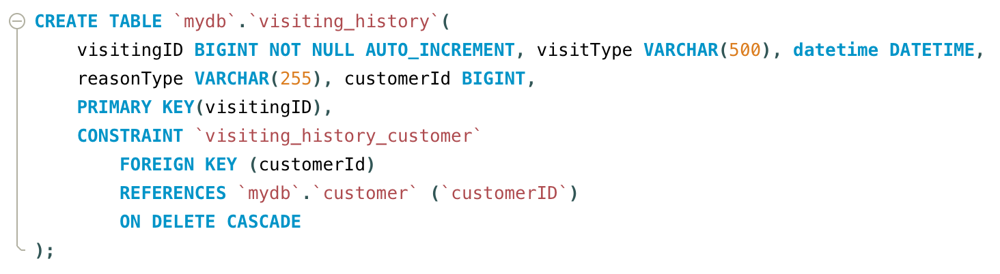 CREATE TABLE `mydb`.`visiting_history`(
visitingID BIGINT NOT NULL AUTO_INCREMENT, visitType VARCHAR(500), datetime DATETIME,
reasonType VARCHAR(255), customerId BIGINT,
PRIMARY KEY(visitingID),
CONSTRAINT `visiting_history_customer`
FOREIGN KEY (customerId)
REFERENCES `mydb`.`customer` (`customerID`)
ON DELETE CASCADE
);